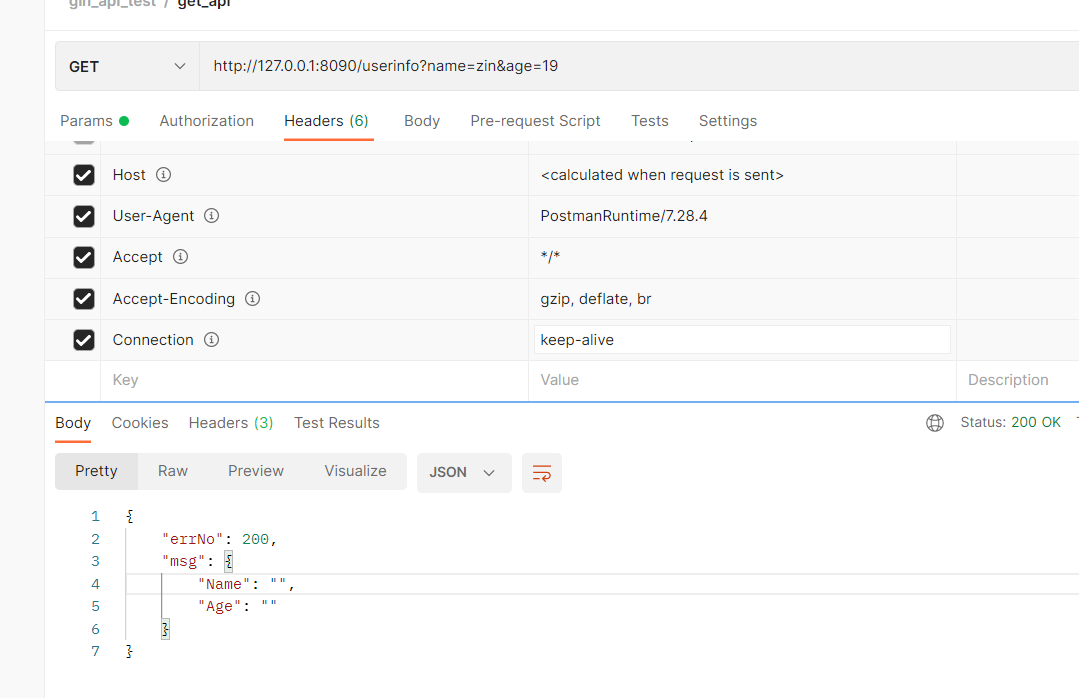 gin_api_test / get_api
GET http://127.0.0.1:8090/userinfo?name=zin&age=19
Params Authorization Headers (6) Body Pre-request Script Tests Settings
Host <calculated when request is sent>
User-Agent PostmanRuntime/7.28.4
Accept */*
Accept-Encoding gzip, deflate, br
Connection keep-alive
Key Value Description
Body Cookies Headers (3) Test Results Status: 200 OK
Pretty Raw Preview Visualize JSON
1 {
2 "errNo": 200,
3 "msg": {
4 "Name": "",
5 "Age": ""
6 }
7 }